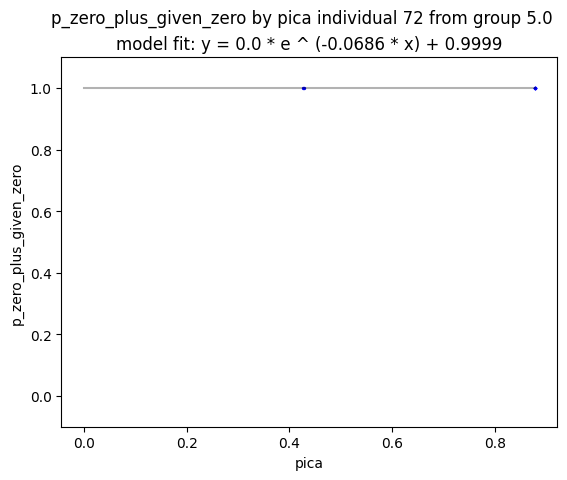 p_zero_plus_given_zero by pica individual 72 from group 5.0
model fit: y = 0.0 * e ^ (-0.0686 * x) + 0.9999
1.0
0.8
0.6
0.4
0.2
0.0
p_zero_plus_given_zero
0.0 0.2 0.4 0.6 0.8
pica